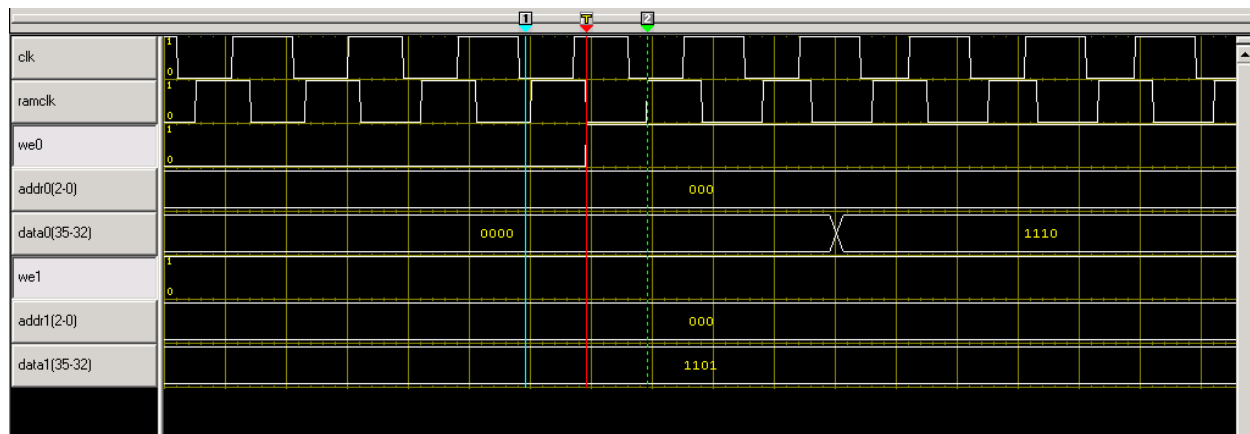 1 T 2
clk 1 0
ramclk 1 0
we0 1 0
addr0(2-0) 000
data0(35-32) 0000 1110
we1 1 0
addr1(2-0) 000
data1(35-32) 1101